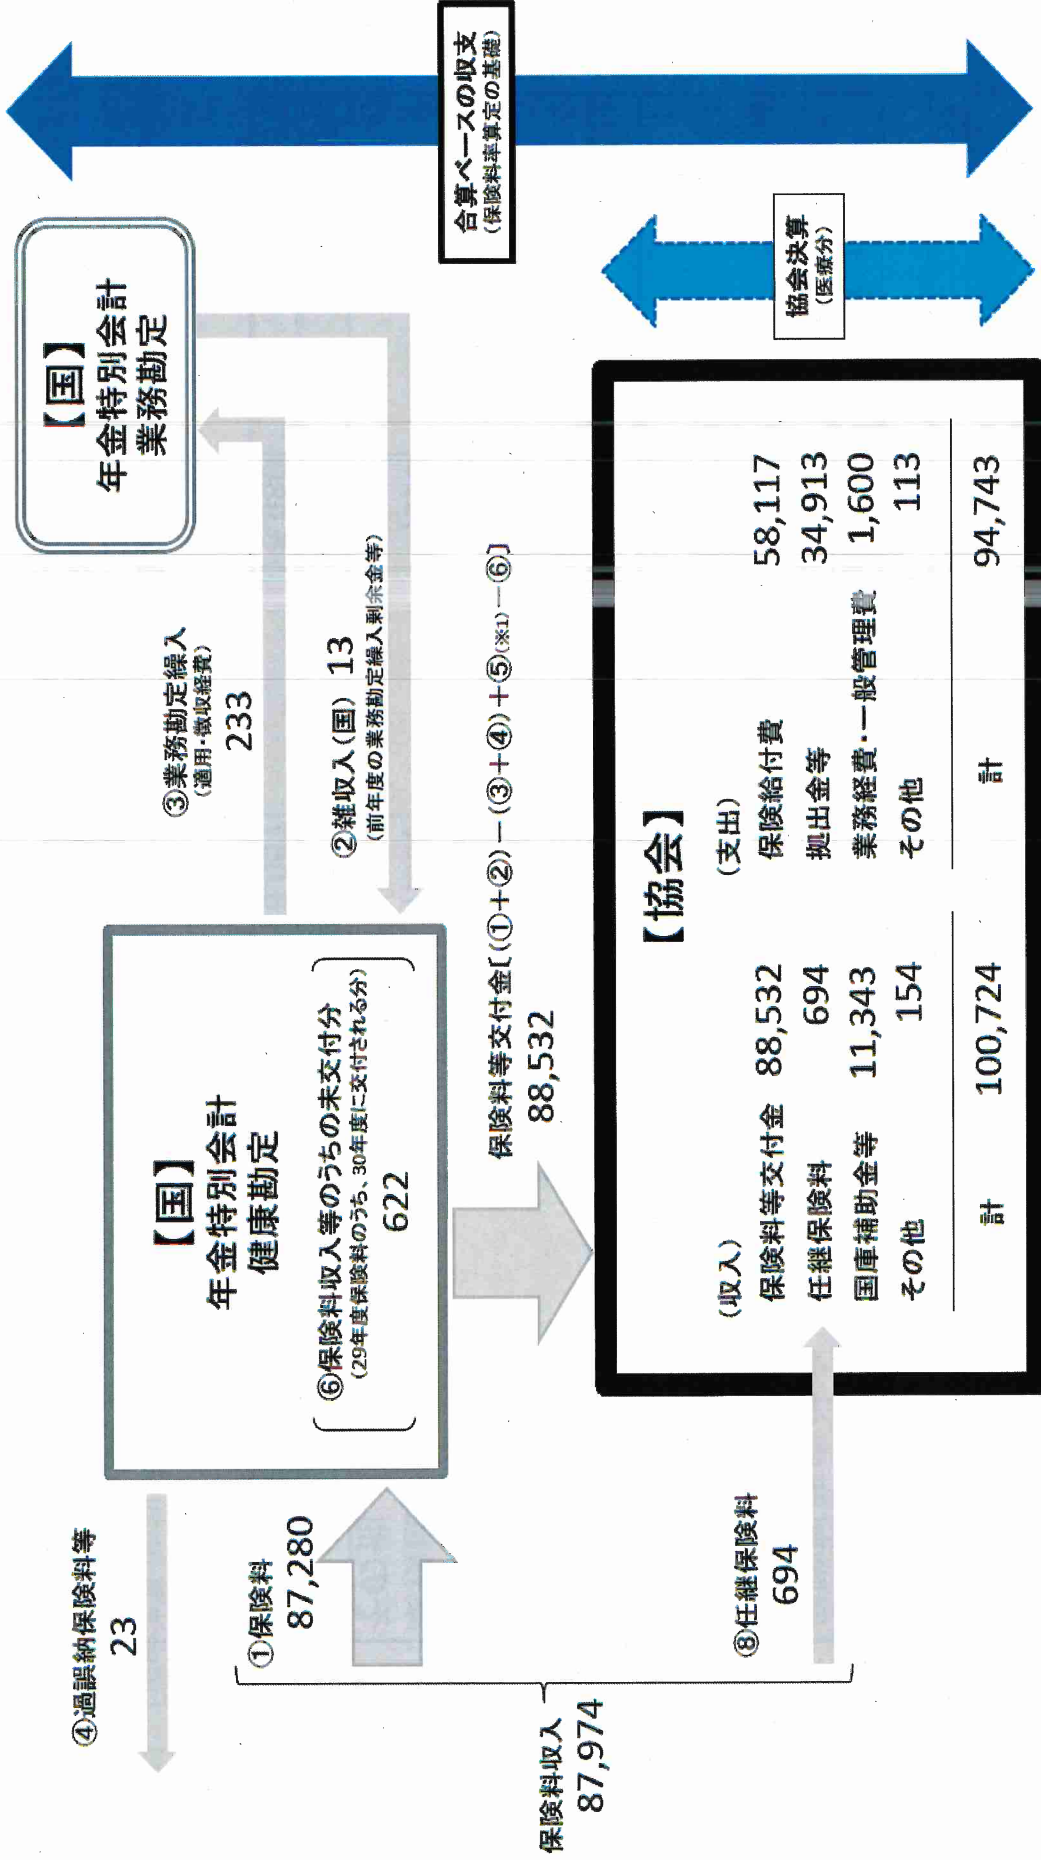 【国】
年金特別会計
業務勘定
合算ベースの収支
（保険料率算定の基礎）
④過誤納保険料等
23
【国】
年金特別会計
健康勘定
⑥保険料収入等のうちの未交付分
（29年度保険料のうち、30年度に交付される分）
622
③業務勘定繰入
（適用・徴収経費）
233
②雑収入（国） 13
（前年度の業務勘定繰入剰余金等）
①保険料
87,280
保険料等交付金〔（①＋②）－（③＋④）＋⑤（※1）－⑥〕
88,532
保険料収入
87,974
協会決算
（医療分）
【協会】
（収入）
保険料等交付金 88,532
任継保険料 694
国庫補助金等 11,343
その他 154
計 100,724
（支出）
保険給付費 58,117
拠出金等 34,913
業務経費・一般管理費 1,600
その他 113
計 94,743
⑧任継保険料
694